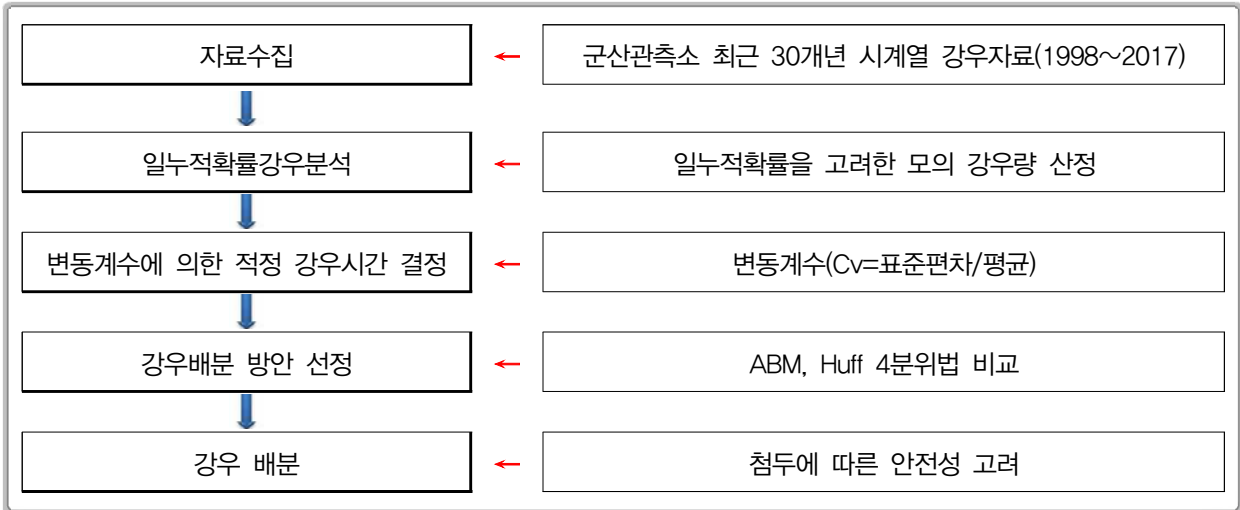 자료수집 ← 군산관측소 최근 30개년 시계열 강우자료(1998~2017)
일누적확률강우분석 ← 일누적확률을 고려한 모의 강우량 산정
변동계수에 의한 적정 강우시간 결정 ← 변동계수(Cv=표준편차/평균)
강우배분 방안 선정 ← ABM, Huff 4분위법 비교
강우 배분 ← 첨두에 따른 안전성 고려